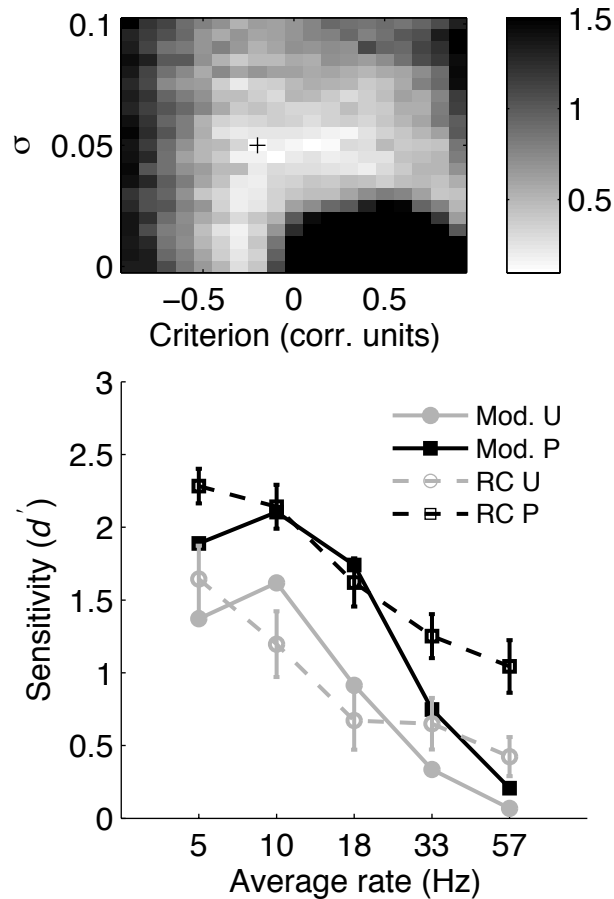 0.1
0.05
0
σ
−0.5 0 0.5
Criterion (corr. units)
1.5
1
0.5
3
2.5
2
1.5
1
0.5
0
Sensitivity (d′)
Mod. U
Mod. P
RC U
RC P
5 10 18 33 57
Average rate (Hz)